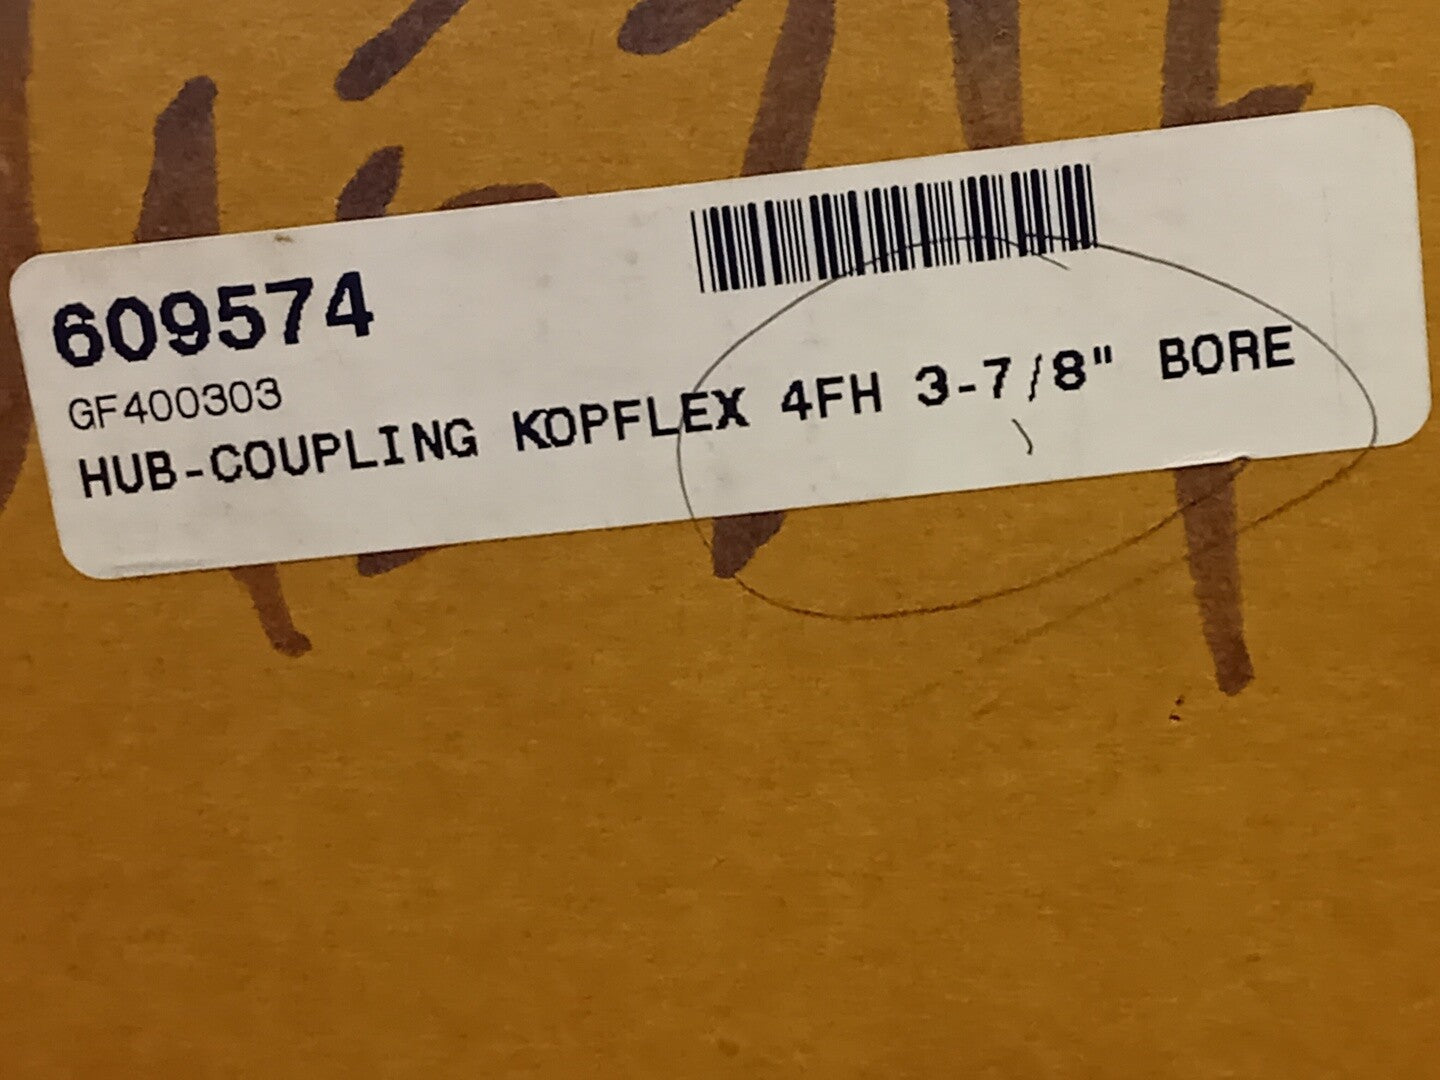 609574
GF400303
HUB-COUPLING KOPFLEX 4FH 3-7/8" BORE